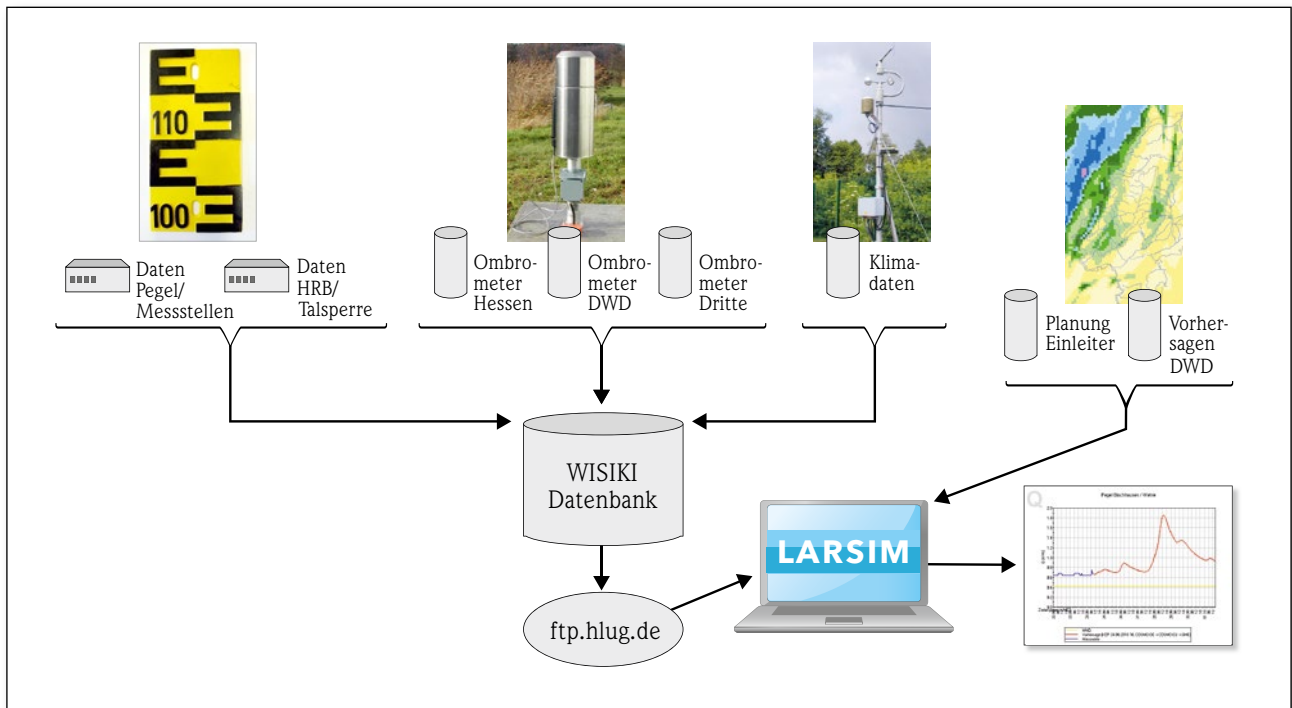 110
100
Daten
Pegel/
Messstellen
Daten
HRB/
Talsperre
Ombro-
meter
Hessen
Ombro-
meter
DWD
Ombro-
meter
Dritte
Klima-
daten
Planung
Einleiter
Vorher-
sagen
DWD
WISIKI
Datenbank
ftp.hlug.de
LARSIM
Q